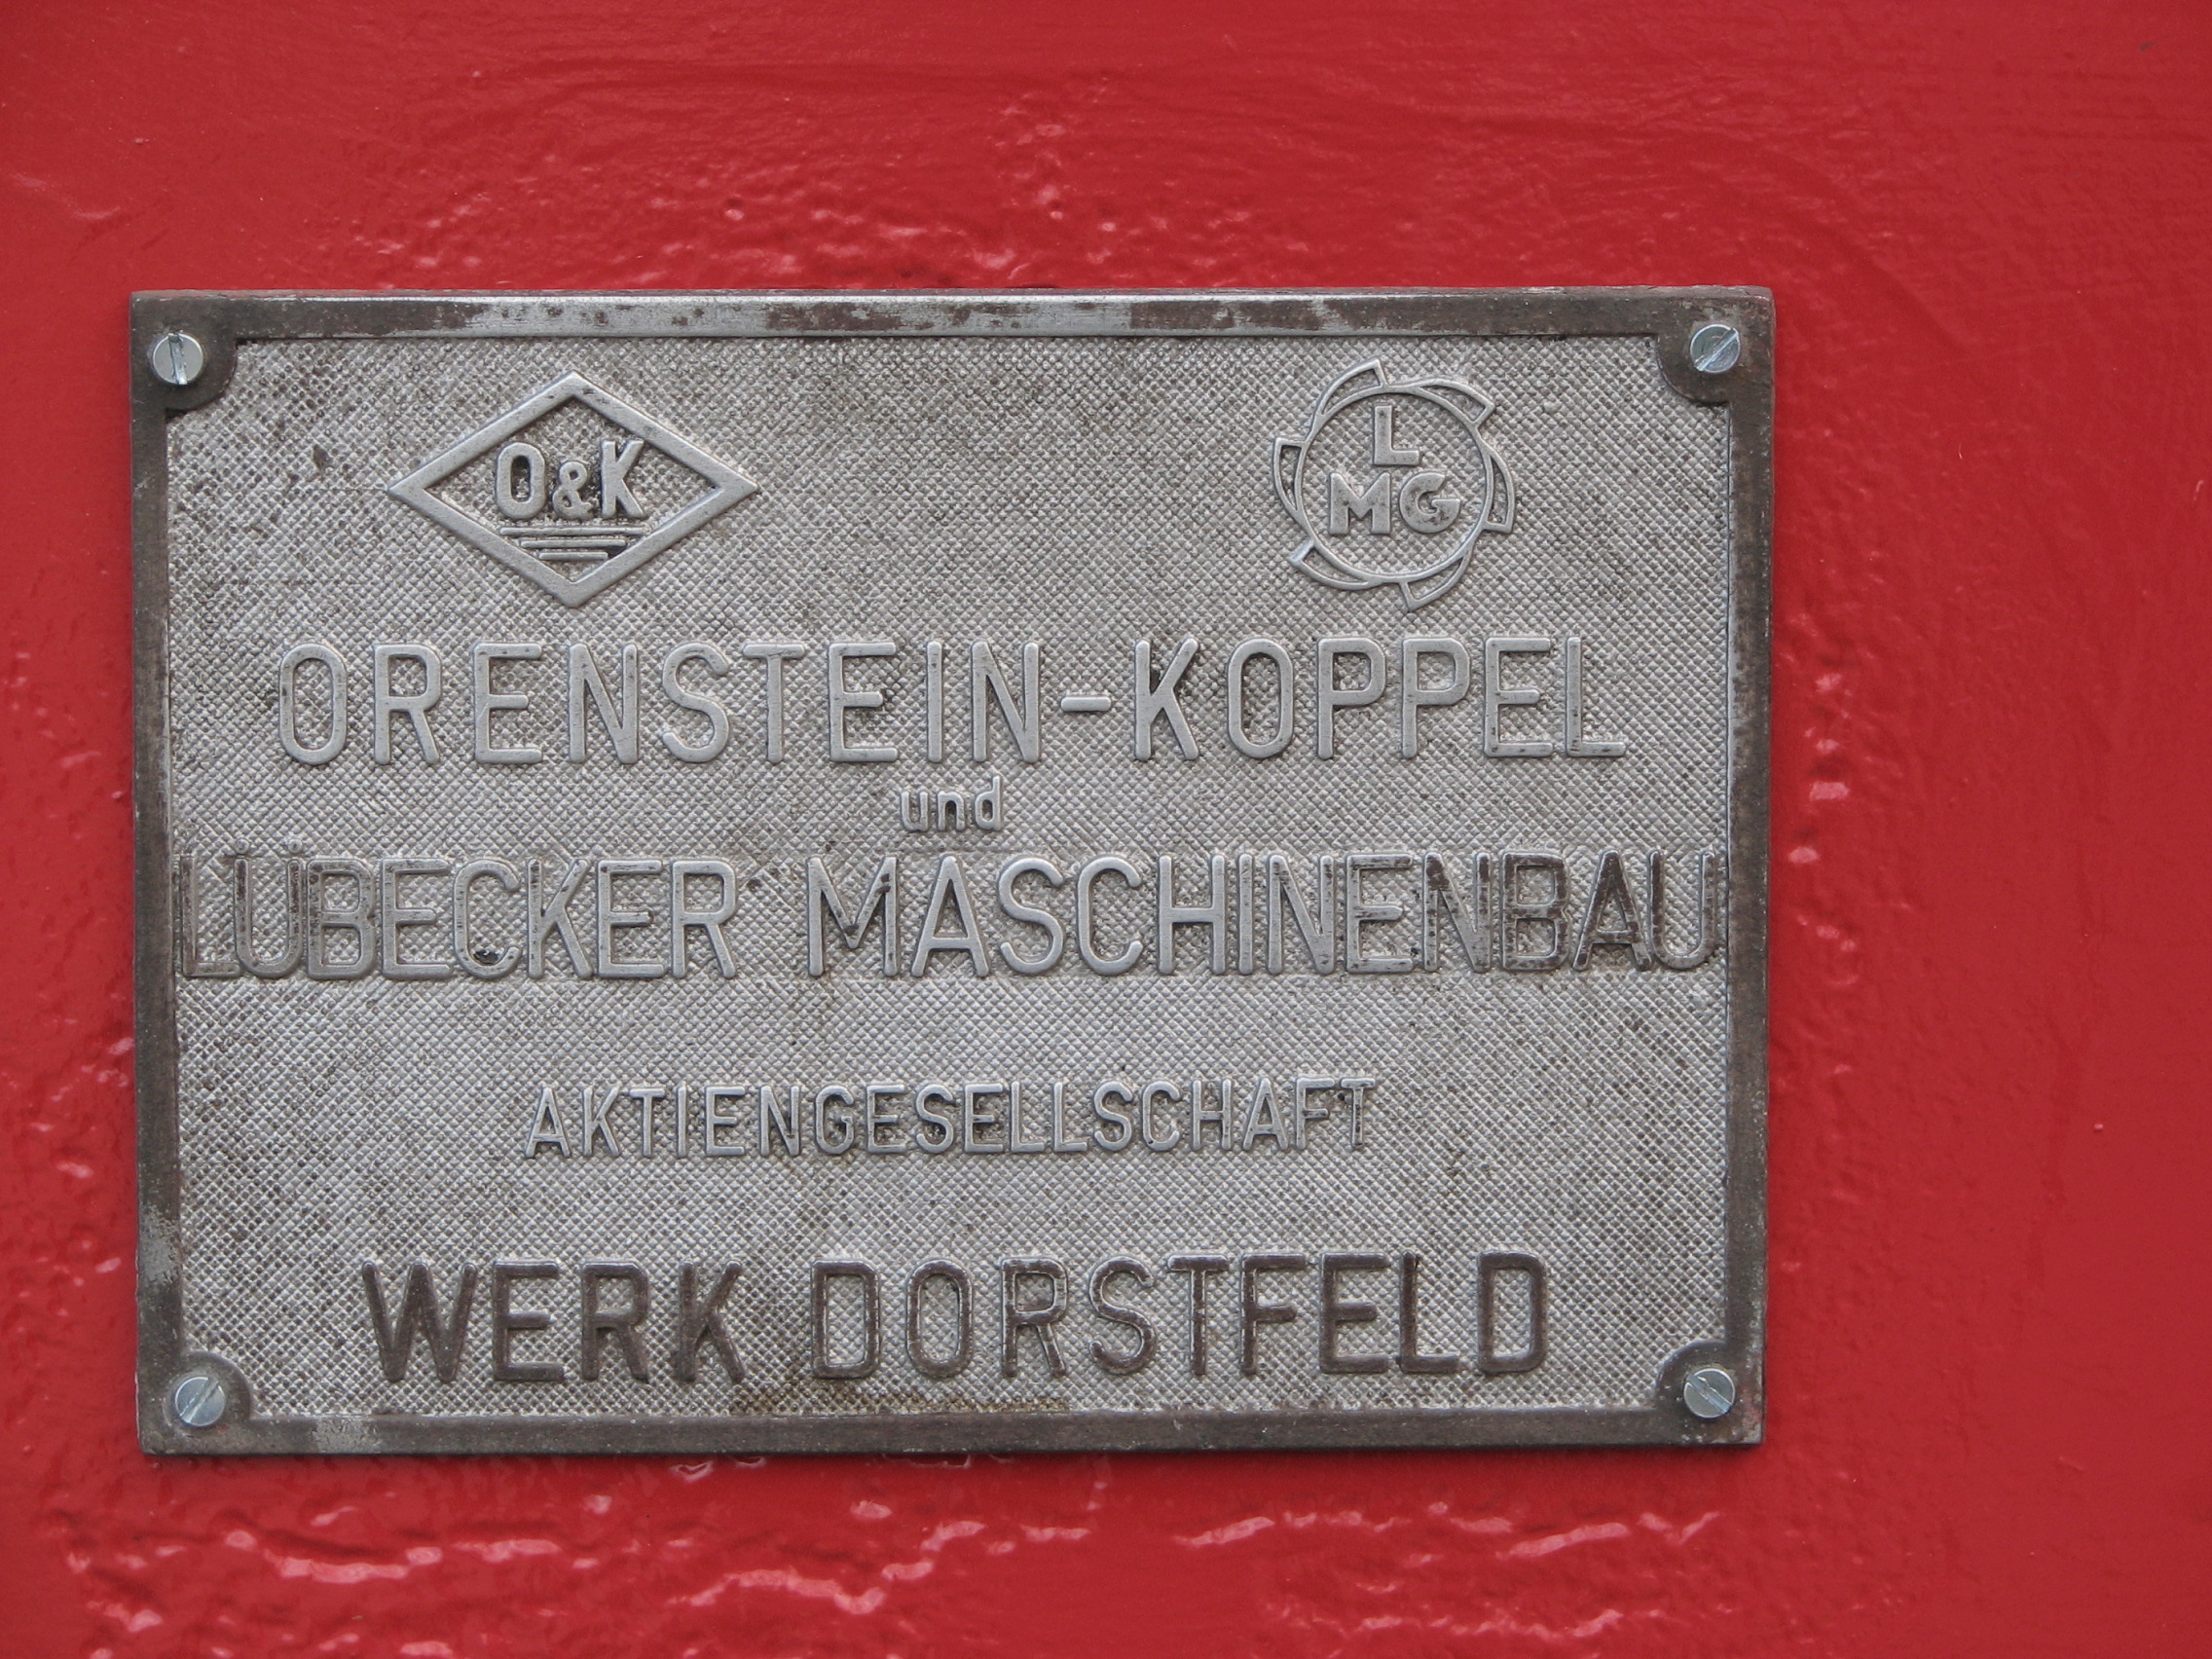 O&K
L
MG
ORENSTEIN-KOPPEL
und
LÜBECKER MASCHINENBAU
AKTIENGESELLSCHAFT
WERK DORSTFELD